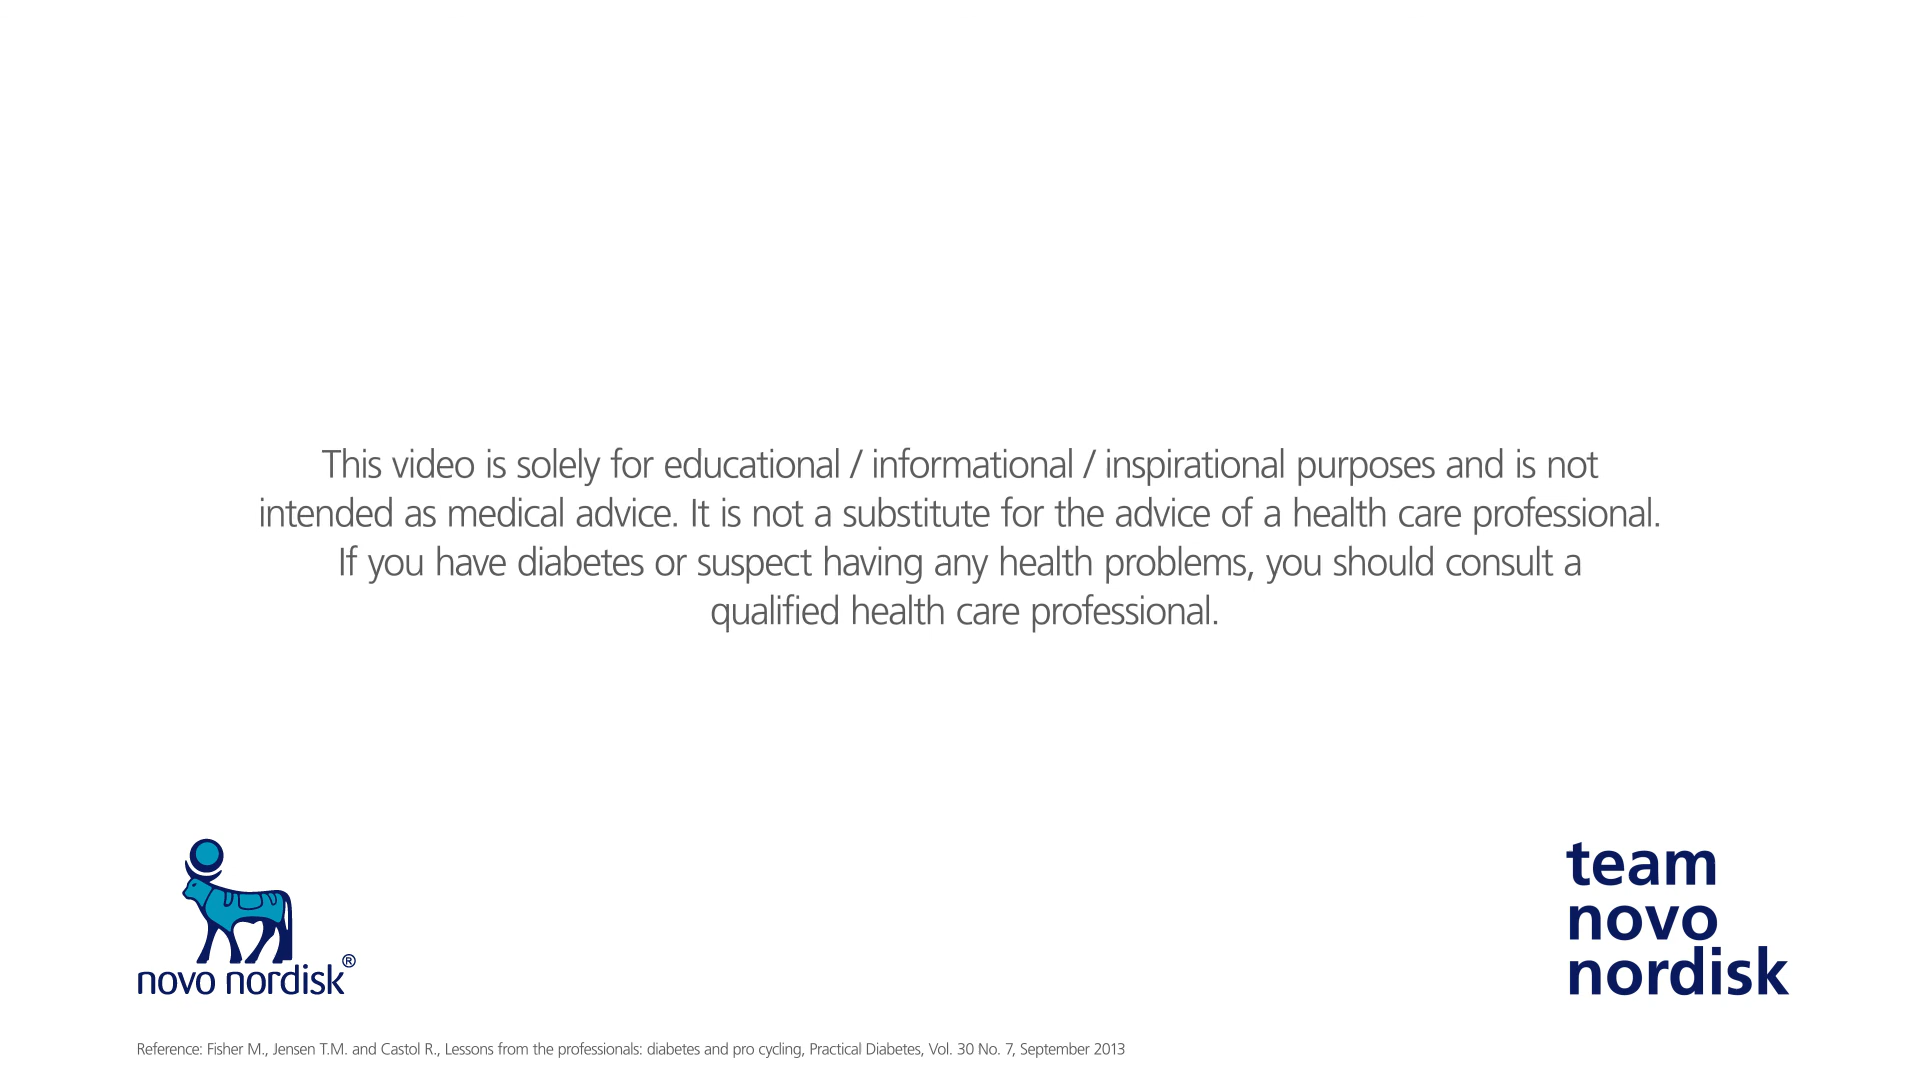 This video is solely for educational / informational / inspirational purposes and is not
intended as medical advice. It is not a substitute for the advice of a health care professional.
If you have diabetes or suspect having any health problems, you should consult a
qualified health care professional.
novo nordisk®
team
novo
nordisk
Reference: Fisher M., Jensen T.M. and Castol R., Lessons from the professionals: diabetes and pro cycling, Practical Diabetes, Vol. 30 No. 7, September 2013